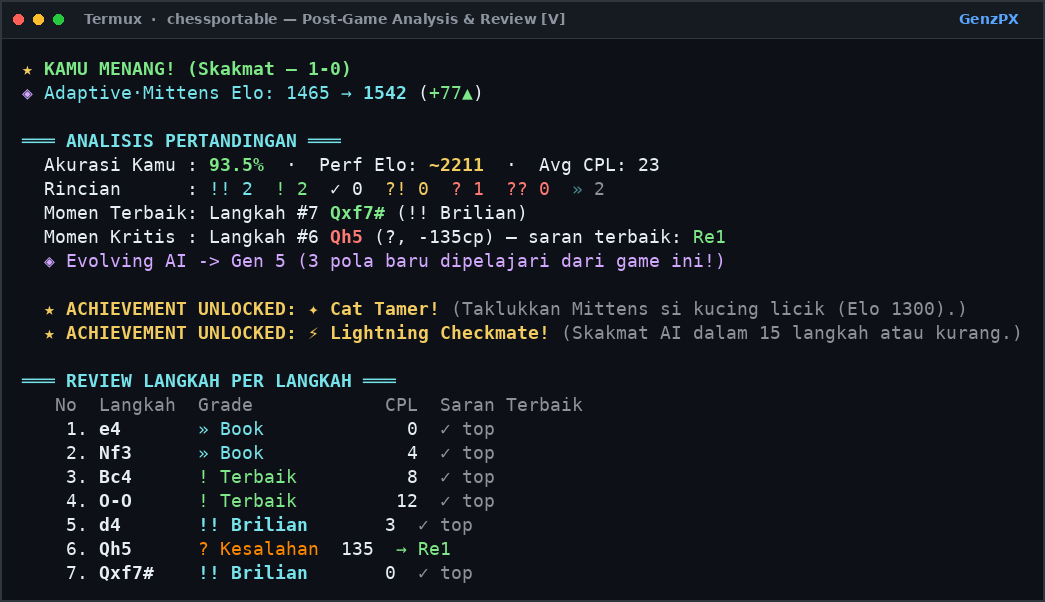 Termux · chessportable — Post-Game Analysis & Review [V] GenzPX
★ KAMU MENANG! (Skakmat — 1-0)
◈ Adaptive·Mittens Elo: 1465 → 1542 (+77▲)
═══ ANALISIS PERTANDINGAN ═══
Akurasi Kamu : 93.5% · Perf Elo: ~2211 · Avg CPL: 23
Rincian : !! 2 ! 2 ✓ 0 ?! 0 ? 1 ?? 0 » 2
Momen Terbaik: Langkah #7 Qxf7# (!! Brilian)
Momen Kritis : Langkah #6 Qh5 (?, -135cp) — saran terbaik: Re1
◈ Evolving AI -> Gen 5 (3 pola baru dipelajari dari game ini!)
★ ACHIEVEMENT UNLOCKED: ✦ Cat Tamer! (Taklukkan Mittens si kucing licik (Elo 1300).)
★ ACHIEVEMENT UNLOCKED: ⚡ Lightning Checkmate! (Skakmat AI dalam 15 langkah atau kurang.)
═══ REVIEW LANGKAH PER LANGKAH ═══
No Langkah Grade CPL Saran Terbaik
1. e4 » Book 0 ✓ top
2. Nf3 » Book 4 ✓ top
3. Bc4 ! Terbaik 8 ✓ top
4. O-O ! Terbaik 12 ✓ top
5. d4 !! Brilian 3 ✓ top
6. Qh5 ? Kesalahan 135 → Re1
7. Qxf7# !! Brilian 0 ✓ top